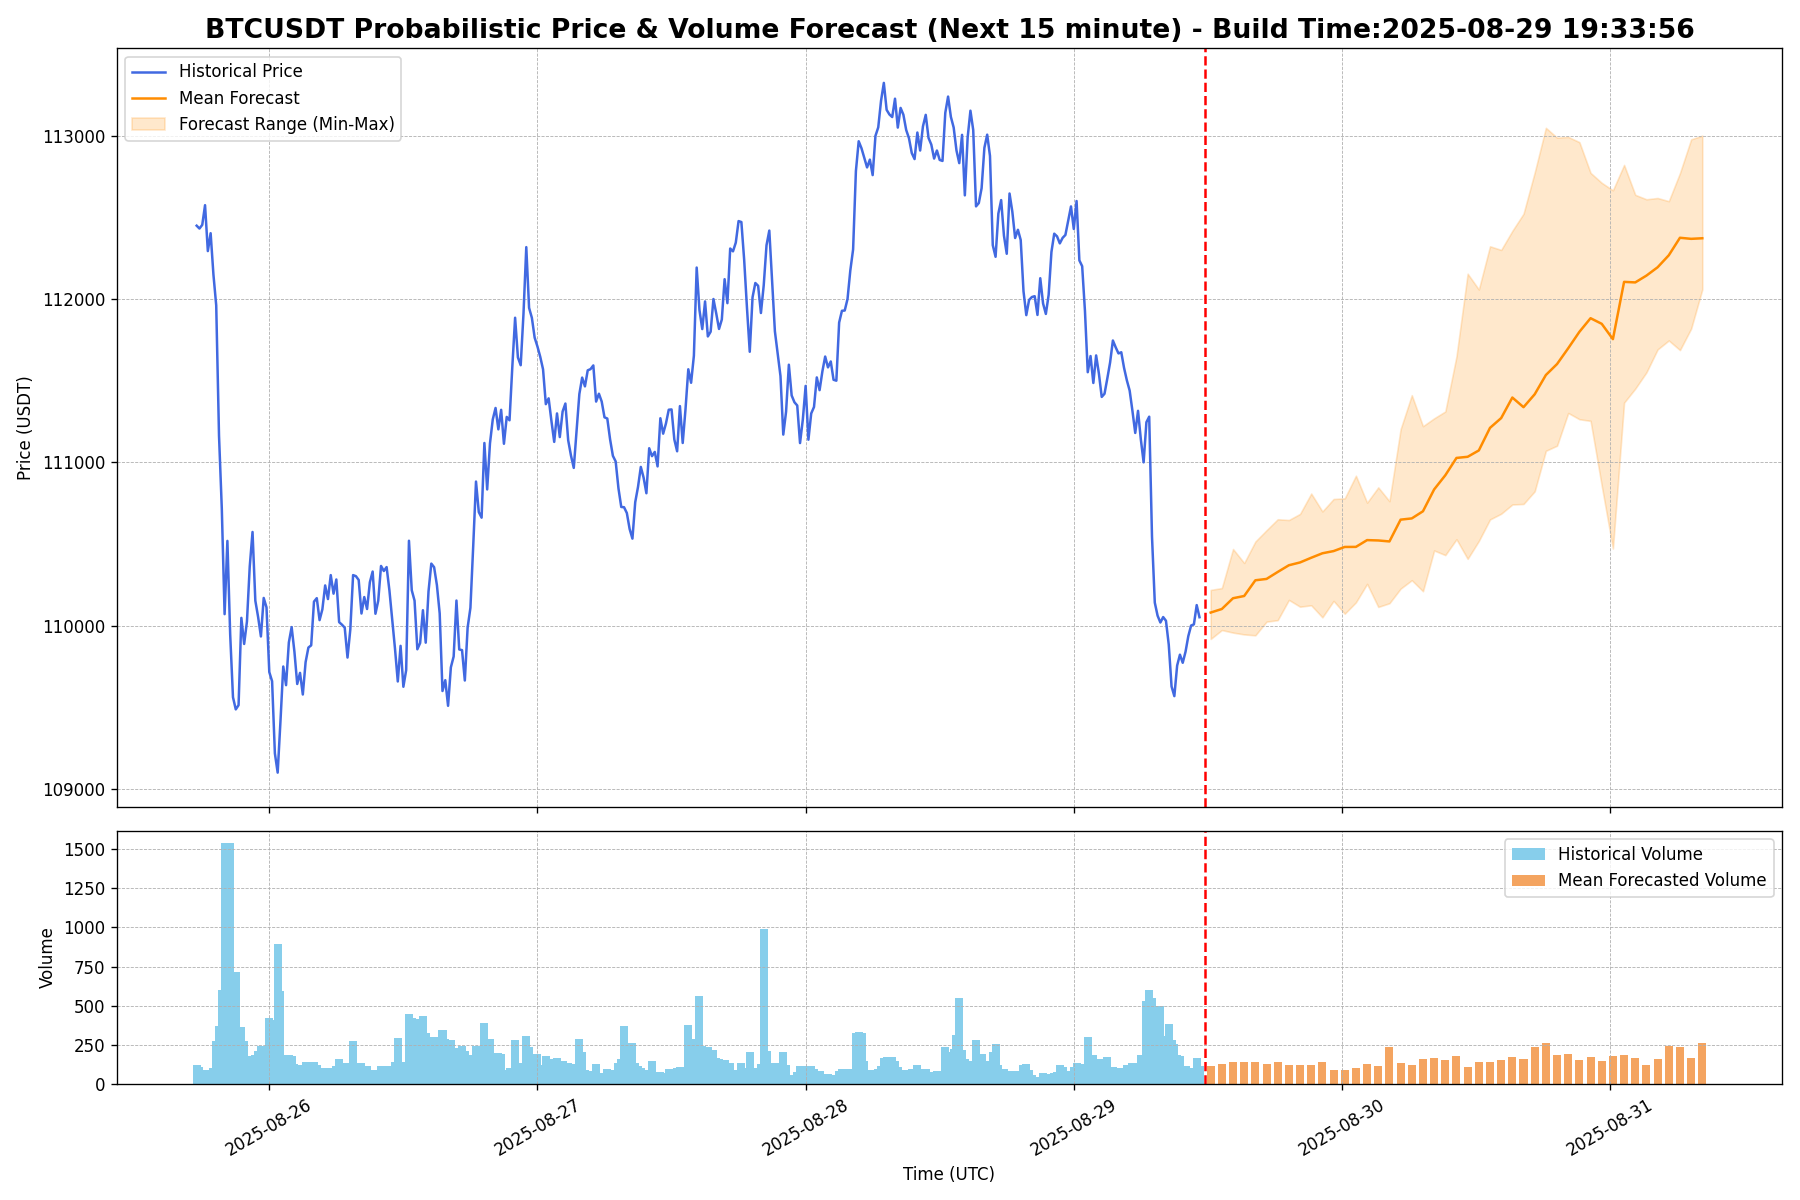 BTCUSDT Probabilistic Price & Volume Forecast (Next 15 minute) - Build Time:2025-08-29 19:33:56
Historical Price
Mean Forecast
Forecast Range (Min-Max)
113000
112000
111000
110000
109000
Price (USDT)
Historical Volume
Mean Forecasted Volume
1500
1250
1000
750
500
250
0
Volume
2025-08-26
2025-08-27
2025-08-28
2025-08-29
2025-08-30
2025-08-31
Time (UTC)